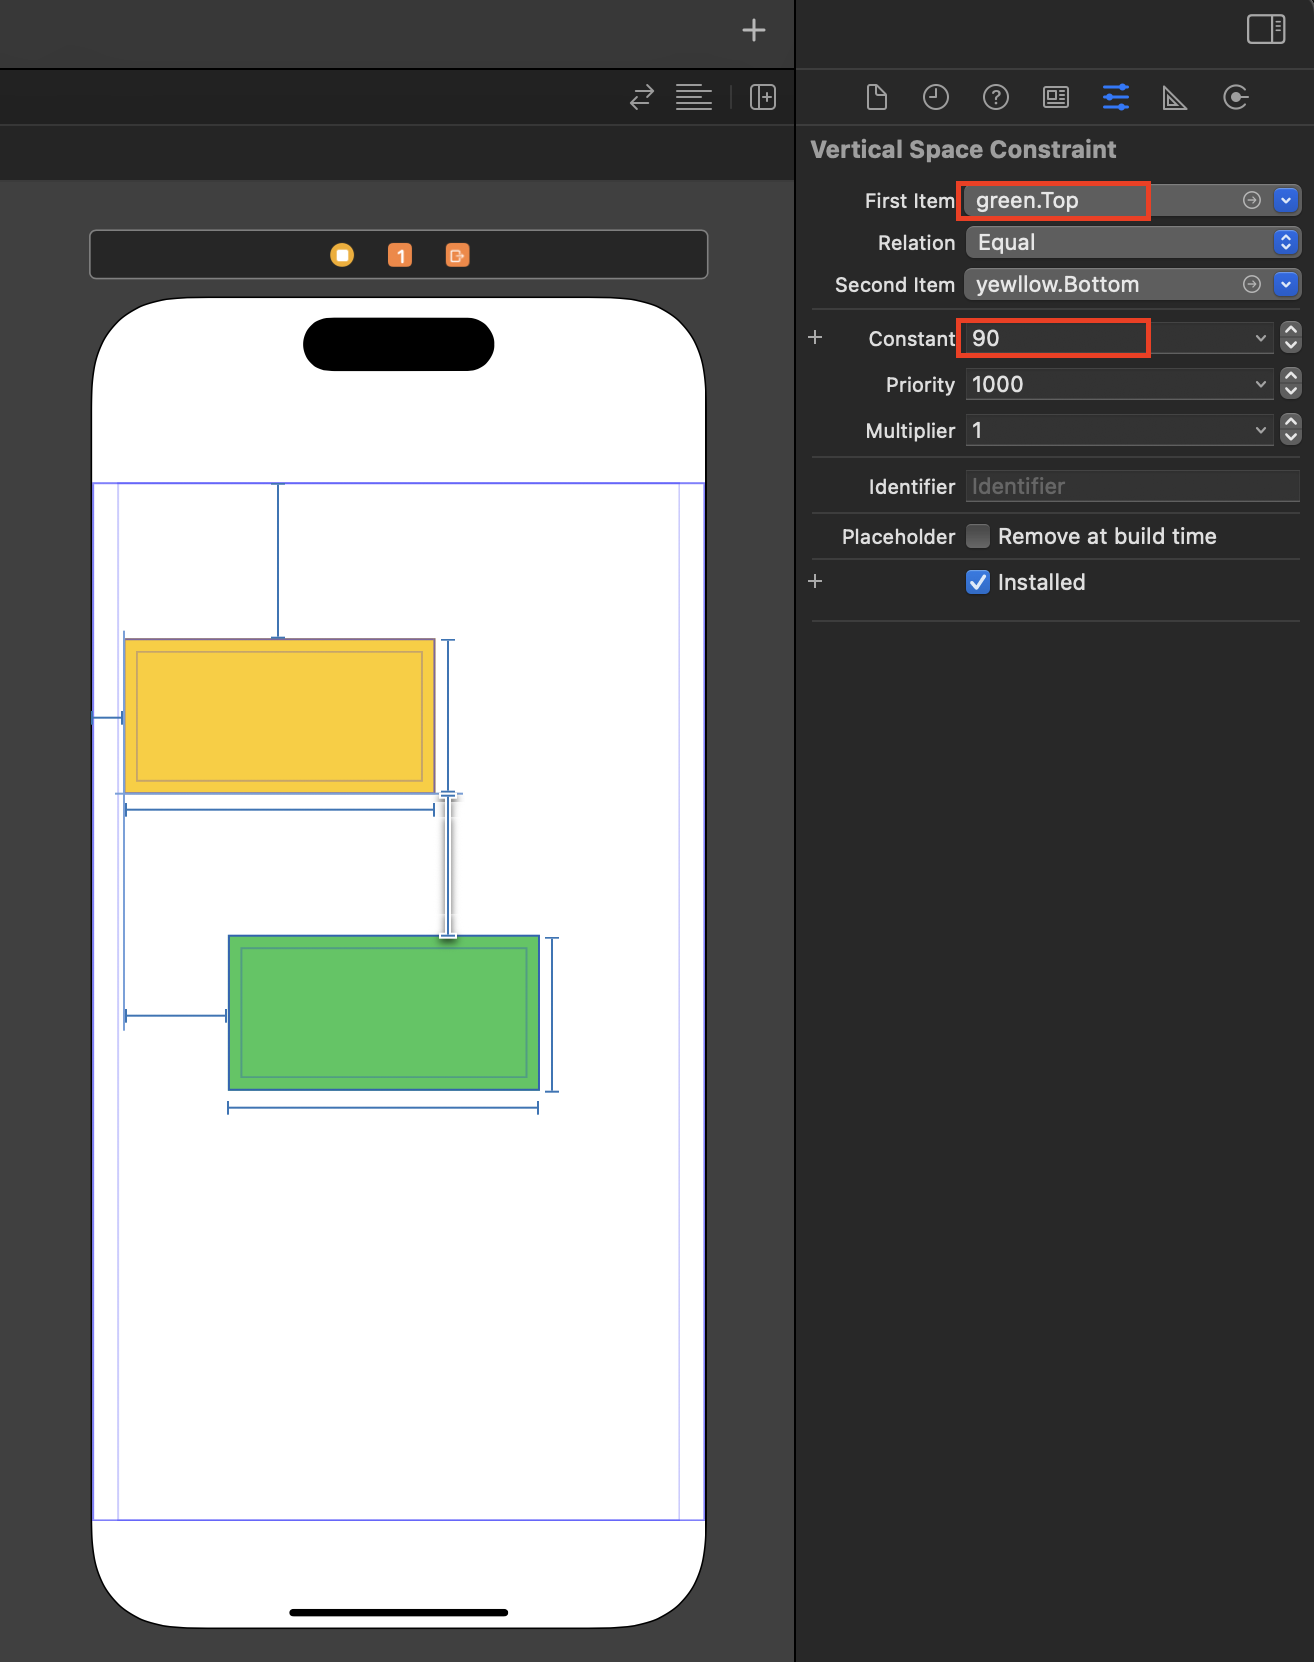 1
Vertical Space Constraint
First Item green.Top
Relation Equal
Second Item yewllow.Bottom
Constant 90
Priority 1000
Multiplier 1
Identifier Identifier
Placeholder Remove at build time
Installed